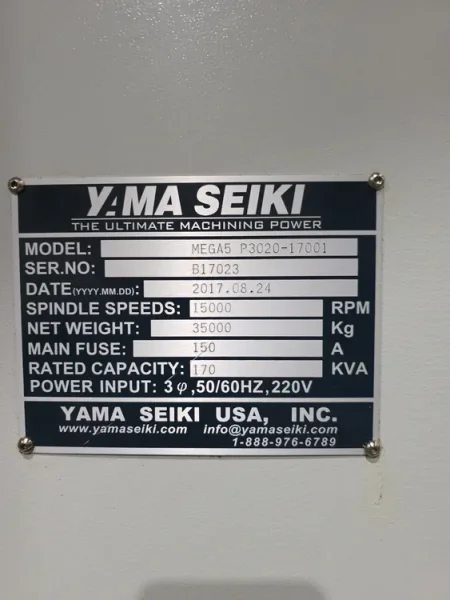 YAMA SEIKI
THE ULTIMATE MACHINING POWER
MODEL: MEGA5 P3020-17001
SER.NO: B17023
DATE(YYYY.MM.DD): 2017.08.24
SPINDLE SPEEDS: 15000 RPM
NET WEIGHT: 35000 Kg
MAIN FUSE: 150 A
RATED CAPACITY: 170 KVA
POWER INPUT: 3φ,50/60HZ,220V
YAMA SEIKI USA, INC.
www.yamaseiki.com info@yamaseiki.com
1-888-976-6789